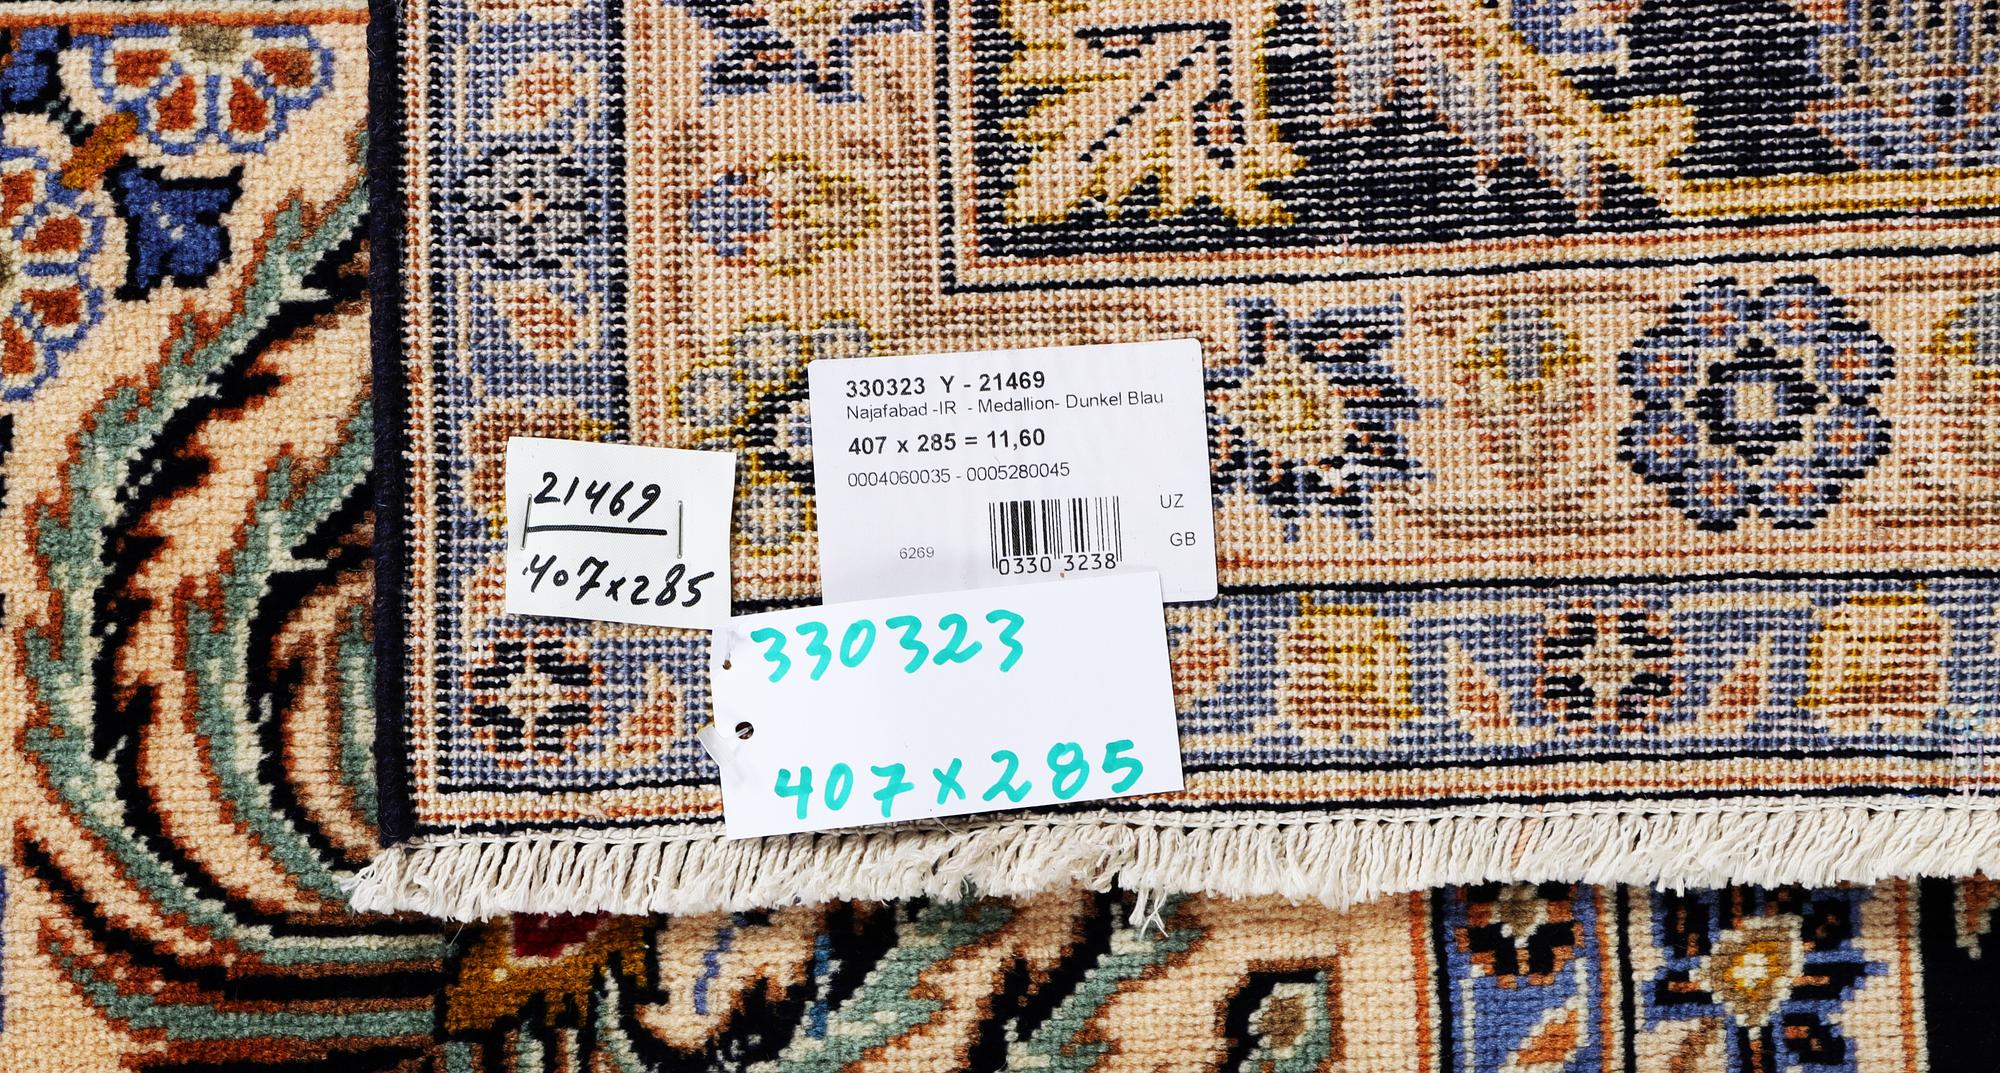 330323 Y - 21469
Najafabad -IR - Medallion- Dunkel Blau
407 x 285 = 11,60
0004060035 - 0005280045
UZ
6269
GB
0330 3238
21469
407x285
330323
407x285